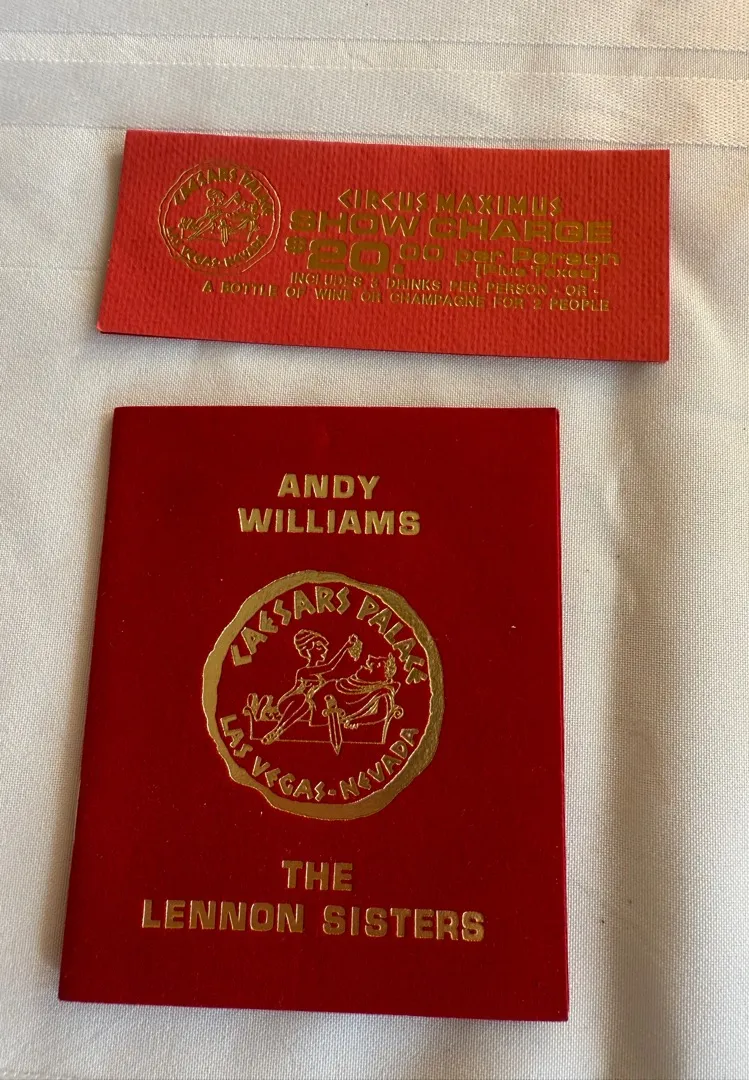 CAESARS PALACE
LAS VEGAS · NEVADA
CIRCUS MAXIMUS
SHOW CHARGE
$20.00 per Person
[Plus Taxes]
INCLUDES 3 DRINKS PER PERSON - OR -
A BOTTLE OF WINE OR CHAMPAGNE FOR 2 PEOPLE
ANDY
WILLIAMS
CAESARS PALACE
LAS VEGAS · NEVADA
THE
LENNON SISTERS